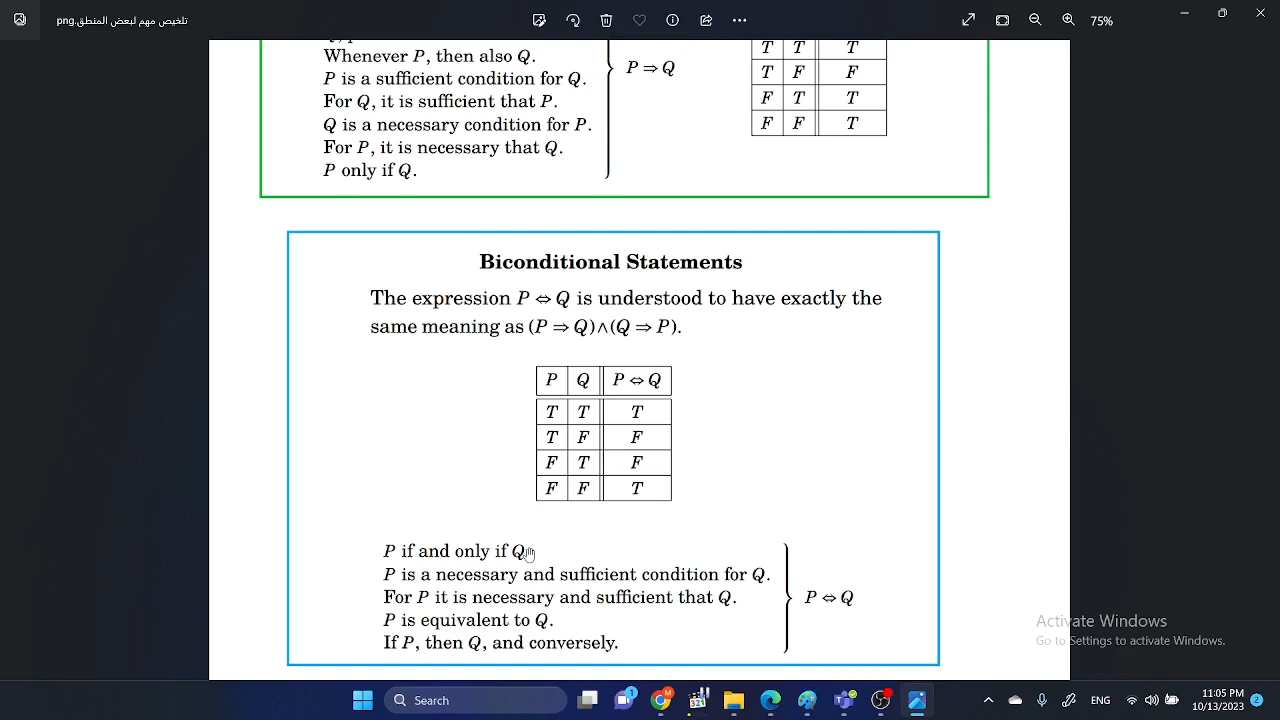 تلخيص مهم لبعض المنطق.png
75%
Whenever P, then also Q.
P is a sufficient condition for Q.
For Q, it is sufficient that P.
Q is a necessary condition for P.
For P, it is necessary that Q.
P only if Q.
P ⇒ Q
T T T
T F F
F T T
F F T
Biconditional Statements
The expression P ⇔ Q is understood to have exactly the
same meaning as (P ⇒ Q)∧(Q ⇒ P).
P Q P ⇔ Q
T T T
T F F
F T F
F F T
P if and only if Q
P is a necessary and sufficient condition for Q.
For P it is necessary and sufficient that Q.
P is equivalent to Q.
If P, then Q, and conversely.
P ⇔ Q
Activate Windows
Go to Settings to activate Windows.
Search
1
M
321
ENG
11:05 PM
10/13/2023
2